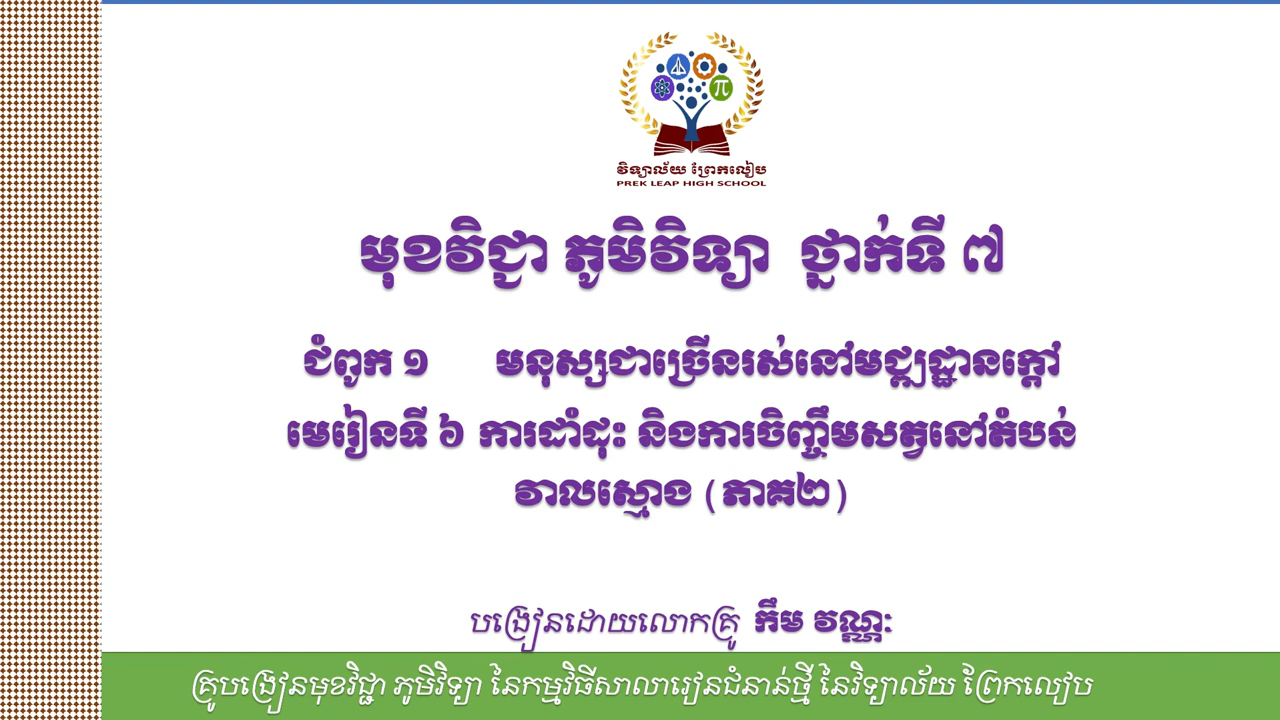 វិទ្យាល័យ ព្រែកលៀប
PREK LEAP HIGH SCHOOL
មុខវិជ្ជា ភូមិវិទ្យា ថ្នាក់ទី ៧
ជំពូក ១ មនុស្សជាច្រើនរស់នៅមជ្ឈដ្ឋានក្តៅ
មេរៀនទី ៦ ការដាំដុះ និងការចិញ្ចឹមសត្វនៅតំបន់
វាលស្មោង (ភាគ២)
បង្រៀនដោយលោកគ្រូ កឹម វណ្ណៈ
គ្រូបង្រៀនមុខវិជ្ជា ភូមិវិទ្យា នៃកម្មវិធីសាលារៀនជំនាន់ថ្មី នៃវិទ្យាល័យ ព្រែកលៀប